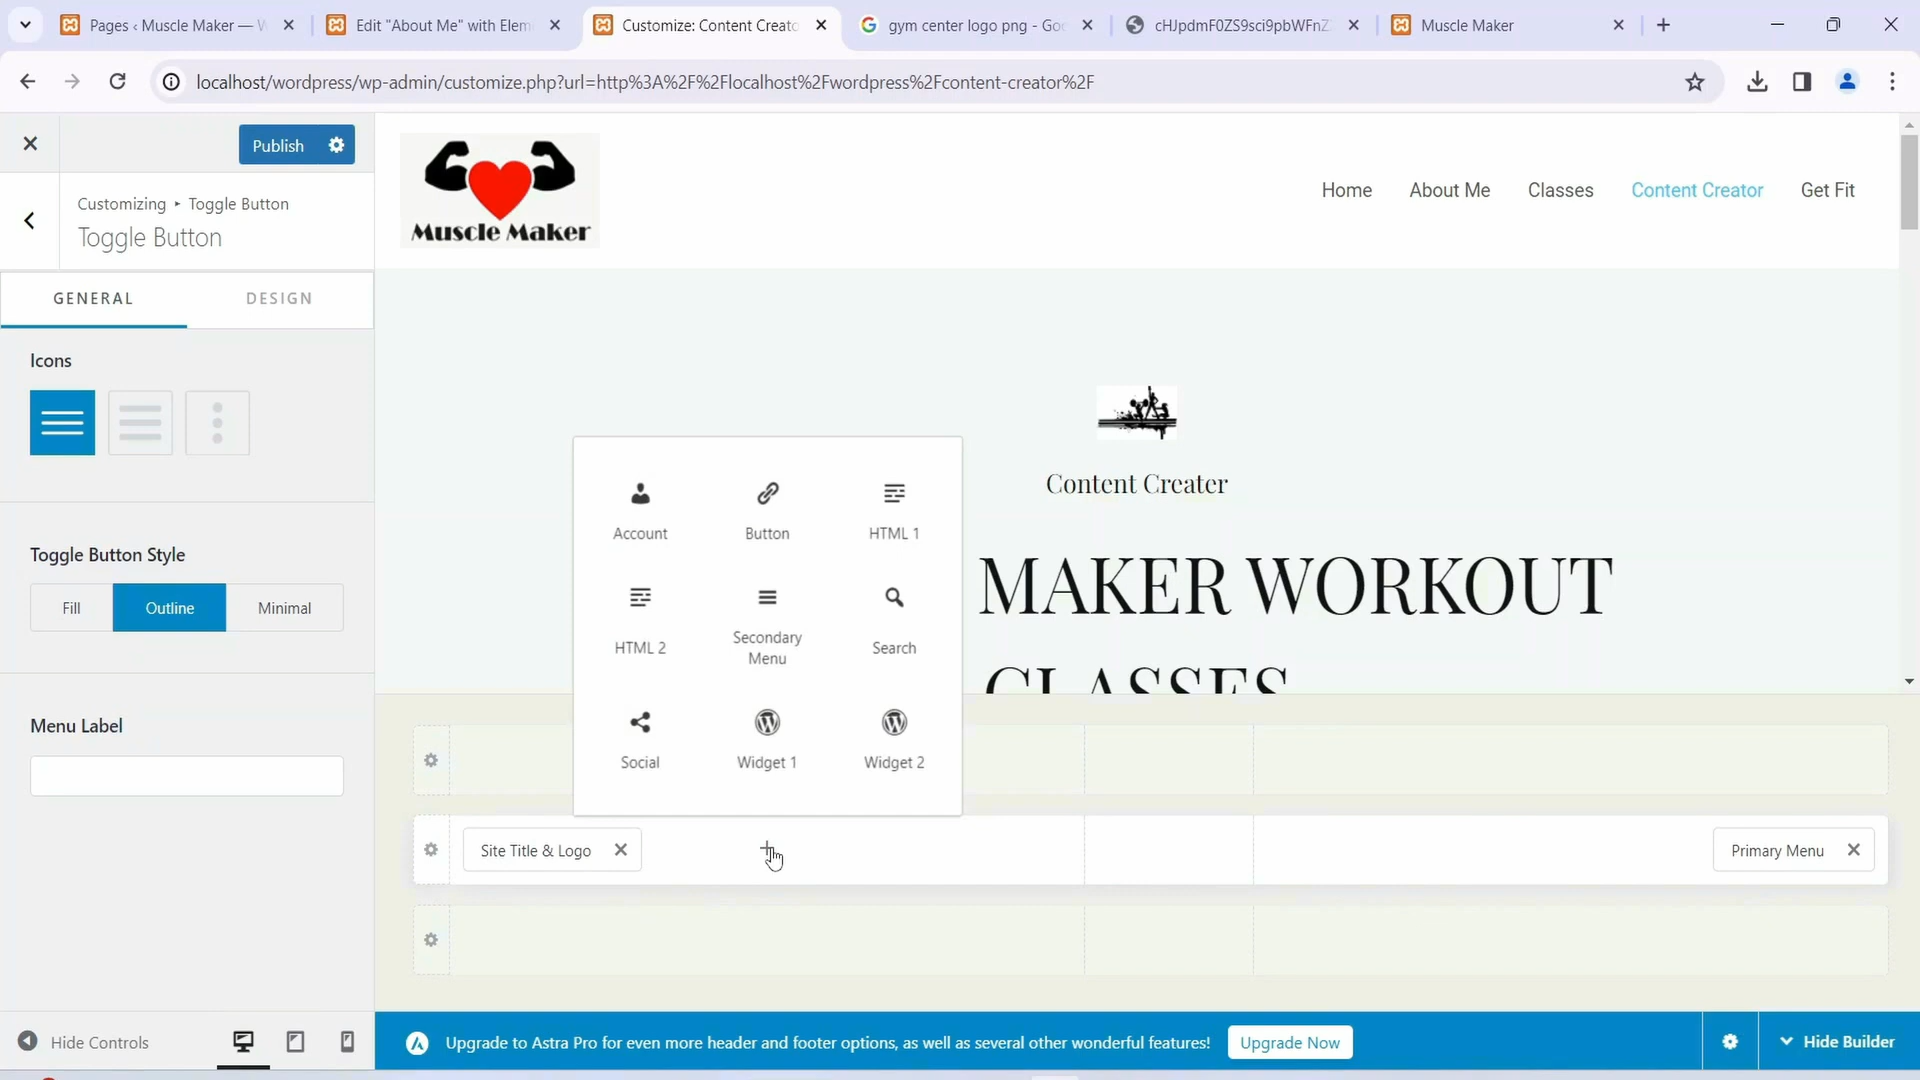 Pages ‹ Muscle Maker — W
Edit "About Me" with Elem
Customize: Content Creato
gym center logo png - Goo
cHJpdmF0ZS9sci9pbWFnZ
Muscle Maker
localhost/wordpress/wp-admin/customize.php?url=http%3A%2F%2Flocalhost%2Fwordpress%2Fcontent-creator%2F
Publish
Customizing ▸ Toggle Button
Toggle Button
GENERAL
DESIGN
Icons
Toggle Button Style
Fill
Outline
Minimal
Menu Label
Hide Controls
Muscle Maker
Home
About Me
Classes
Content Creator
Get Fit
Content Creater
MAKER WORKOUT
CLASSES
Account
Button
HTML 1
HTML 2
Secondary
Menu
Search
Social
Widget 1
Widget 2
Site Title & Logo
Primary Menu
Upgrade to Astra Pro for even more header and footer options, as well as several other wonderful features!
Upgrade Now
Hide Builder